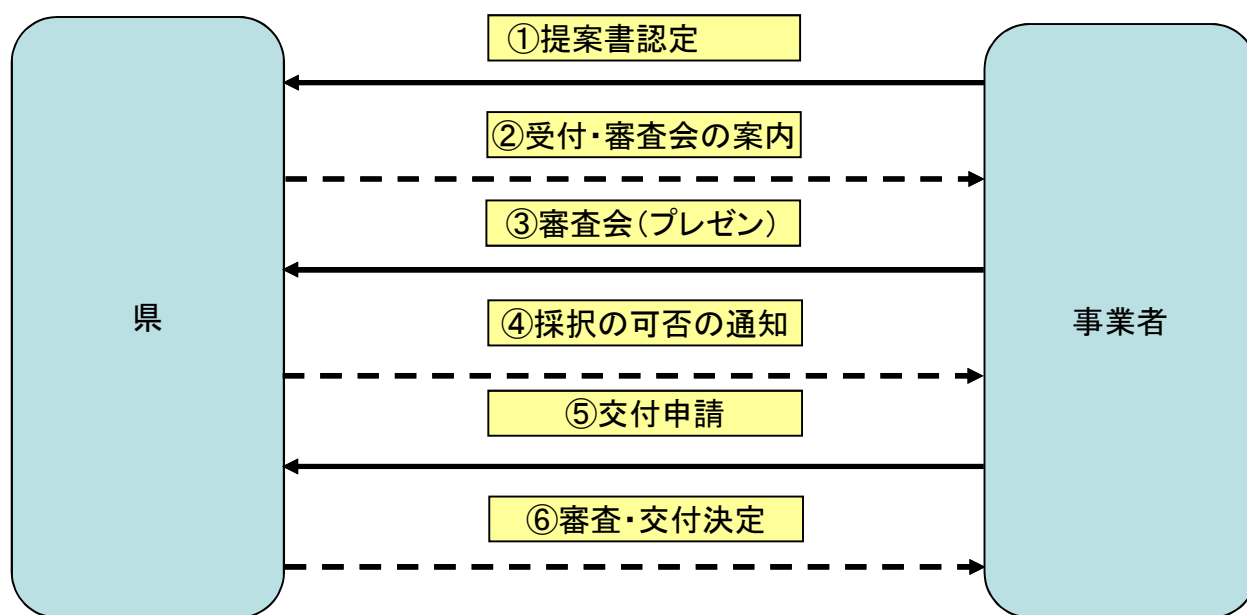 ①提案書認定
②受付・審査会の案内
③審査会（プレゼン）
県
④採択の可否の通知
事業者
⑤交付申請
⑥審査・交付決定